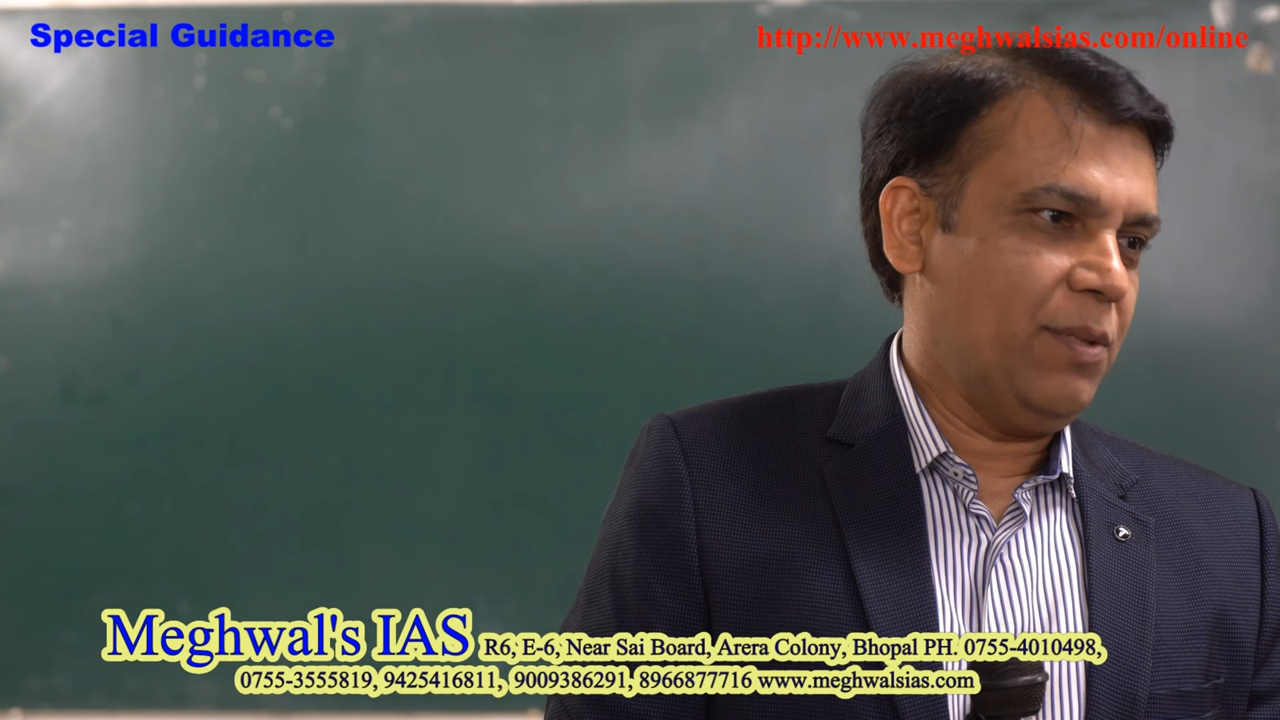 Special Guidance
http://www.meghwalsias.com/online
Meghwal's IAS R6, E-6, Near Sai Board, Arera Colony, Bhopal PH. 0755-4010498,
0755-3555819, 9425416811, 9009386291, 8966877716 www.meghwalsias.com